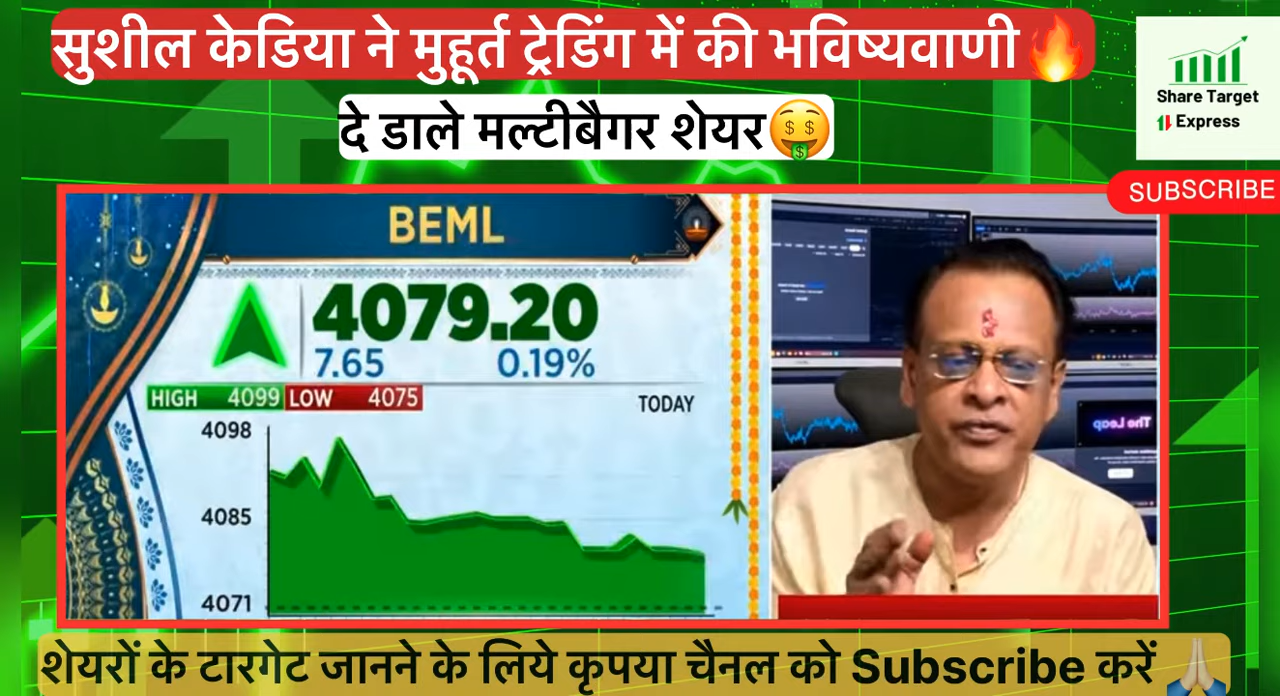 सुशील केडिया ने मुहूर्त ट्रेडिंग में की भविष्यवाणी🔥
दे डाले मल्टीबैगर शेयर🤑
Share Target
Express
SUBSCRIBE
BEML
4079.20
7.65 0.19%
HIGH 4099 LOW 4075
TODAY
4098
4085
4071
The Leap
शेयरों के टारगेट जानने के लिये कृपया चैनल को Subscribe करें 🙏🏻